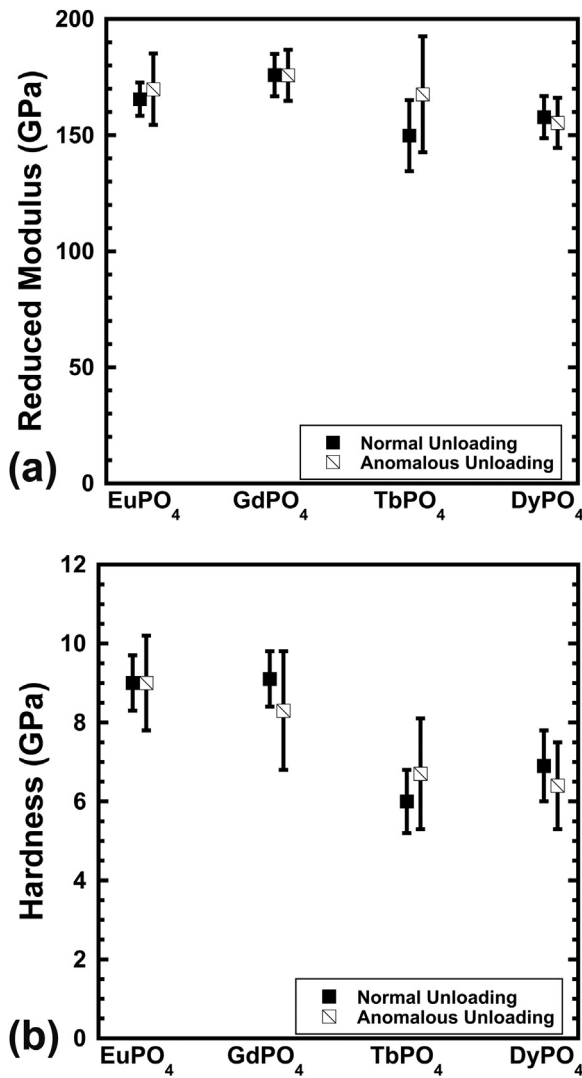 200
150
100
50
0
Reduced Modulus (GPa)
Normal Unloading
Anomalous Unloading
(a)
EuPO₄ GdPO₄ TbPO₄ DyPO₄
12
10
8
6
4
2
0
Hardness (GPa)
Normal Unloading
Anomalous Unloading
(b)
EuPO₄ GdPO₄ TbPO₄ DyPO₄